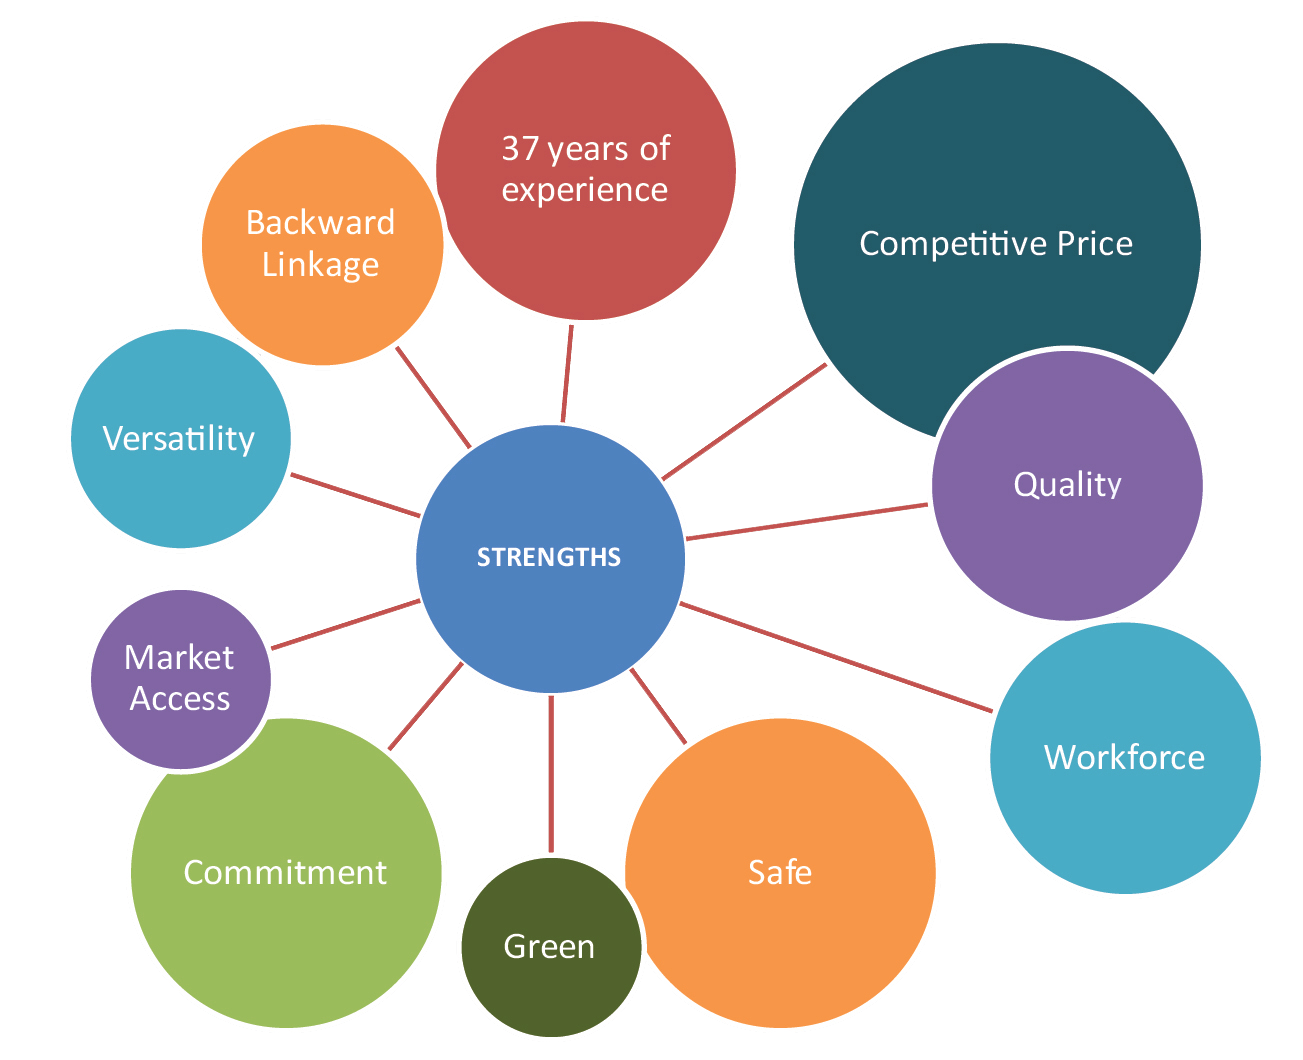 37 years of
experience
Competitive Price
Backward
Linkage
Versatility
Quality
STRENGTHS
Market
Access
Workforce
Commitment
Safe
Green